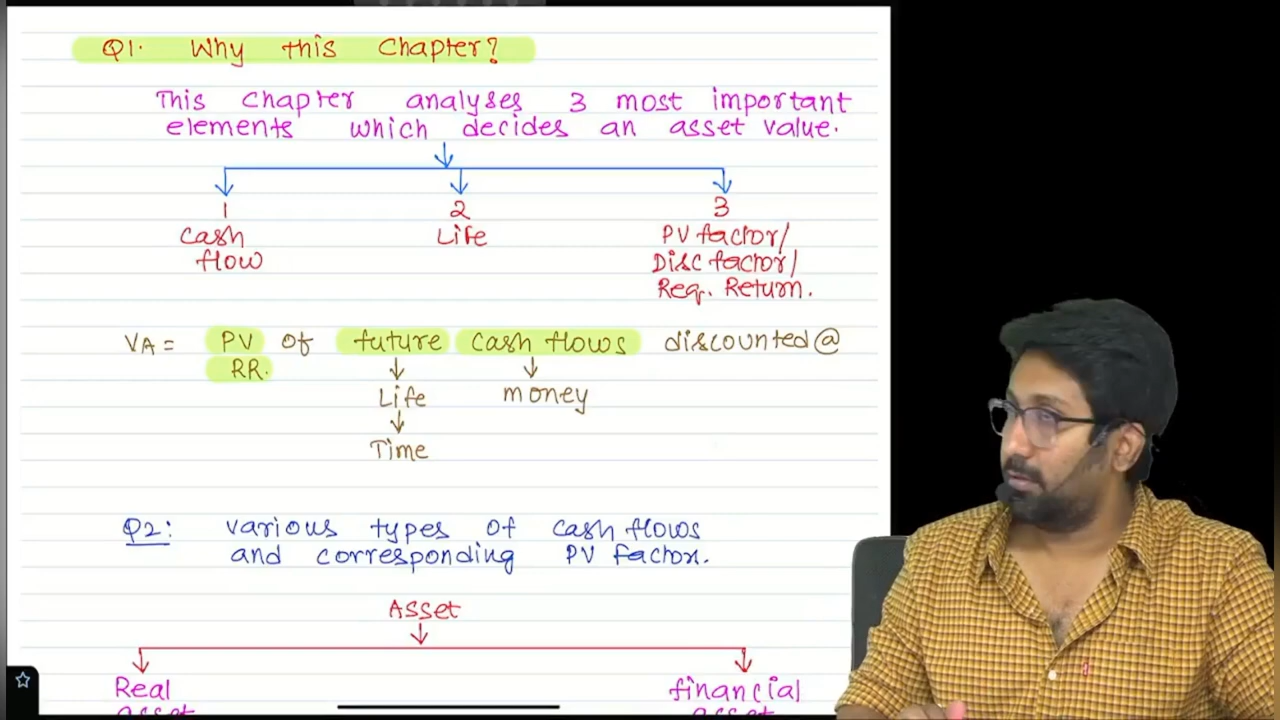 Q1. Why this Chapter?
This Chapter analyses 3 most important
elements which decides an asset value.
1 2 3
Cash Life PV factor/
flow Disc factor/
Req. Return.
VA = PV of future cash flows discounted@
RR.
Life money
Time
Q2: various types of cash flows
and corresponding PV factor.
Asset
Real financial
asset asset